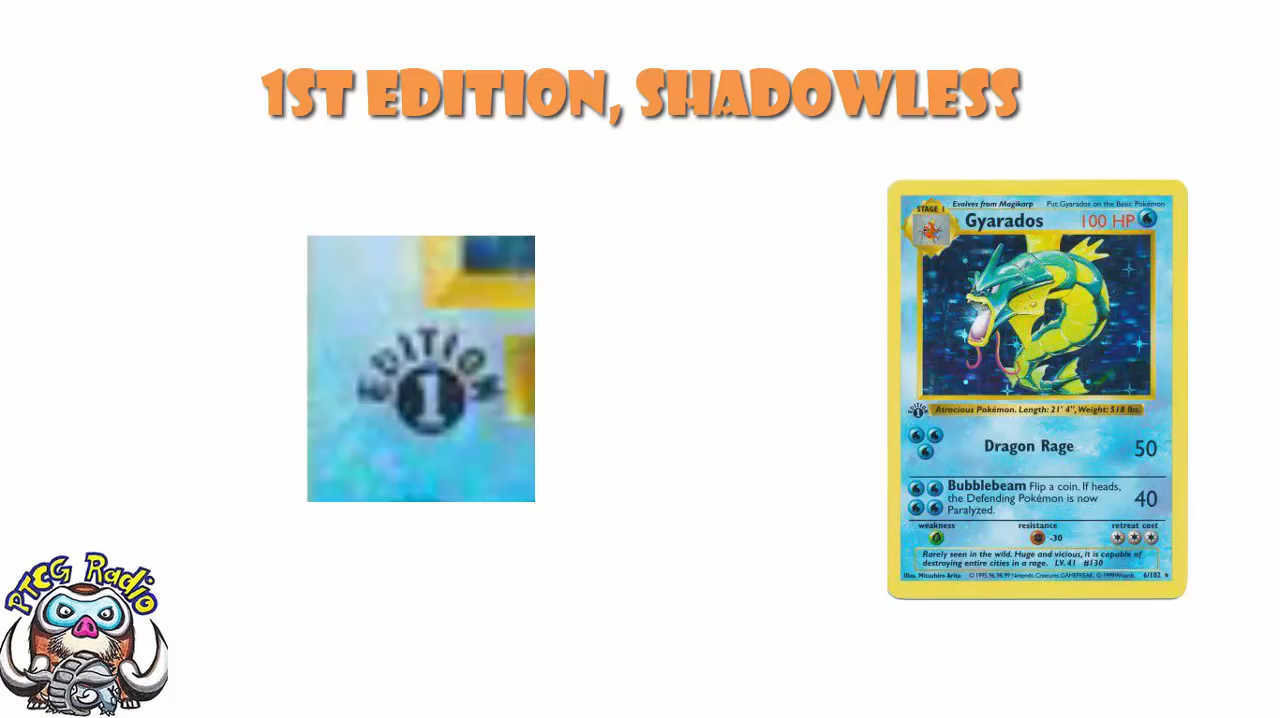 1ST EDITION, SHADOWLESS
EDITION
1
STAGE 1
Evolves from Magikarp
Put Gyarados on the Basic Pokémon
Gyarados
100 HP
EDITION
1
Atrocious Pokémon. Length: 21' 4", Weight: 518 lbs.
Dragon Rage 50
Bubblebeam Flip a coin. If heads,
the Defending Pokémon is now
Paralyzed.
40
weakness resistance retreat cost
-30
Rarely seen in the wild. Huge and vicious, it is capable of
destroying entire cities in a rage. LV. 41 #130
Illus. Mitsuhiro Arita ©1995, 96, 98, 99 Nintendo, Creatures, GAMEFREAK. ©1999 Wizards. 6/102 ★
PTCG Radio